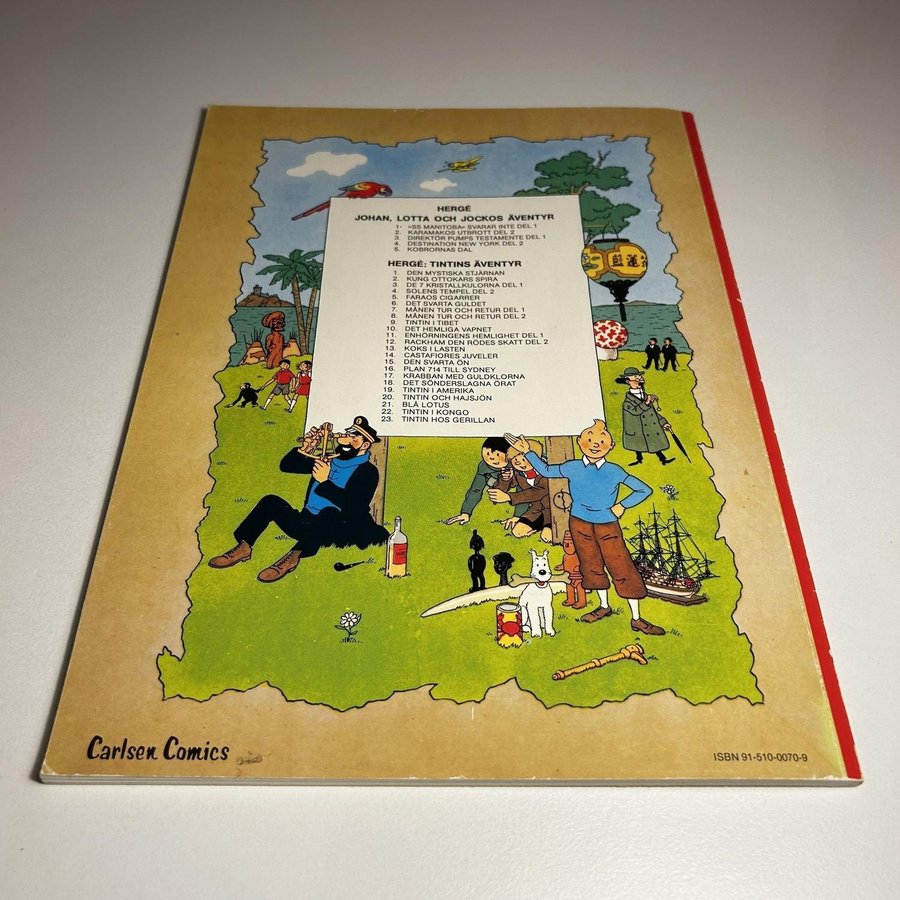 HERGÉ
JOHAN, LOTTA OCH JOCKOS ÄVENTYR
1- «SS MANITOBA» SVARAR INTE DEL 1
2. KARAMAKOS UTBROTT DEL 2
3. DIREKTÖR PUMPS TESTAMENTE DEL 1
4. DESTINATION NEW YORK DEL 2
5. KOBRORNAS DAL
HERGÉ: TINTINS ÄVENTYR
1. DEN MYSTISKA STJÄRNAN
2. KUNG OTTOKARS SPIRA
3. DE 7 KRISTALLKULORNA DEL 1
4. SOLENS TEMPEL DEL 2
5. FARAOS CIGARRER
6. DET SVARTA GULDET
7. MÅNEN TUR OCH RETUR DEL 1
8. MÅNEN TUR OCH RETUR DEL 2
9. TINTIN I TIBET
10. DET HEMLIGA VAPNET
11. ENHÖRNINGENS HEMLIGHET DEL 1
12. RACKHAM DEN RÖDES SKATT DEL 2
13. KOKS I LASTEN
14. CASTAFIORES JUVELER
15. DEN SVARTA ÖN
16. PLAN 714 TILL SYDNEY
17. KRABBAN MED GULDKLORNA
18. DET SÖNDERSLAGNA ÖRAT
19. TINTIN I AMERIKA
20. TINTIN OCH HAJSJÖN
21. BLÅ LOTUS
22. TINTIN I KONGO
23. TINTIN HOS GERILLAN
Carlsen Comics
ISBN 91-510-0070-9